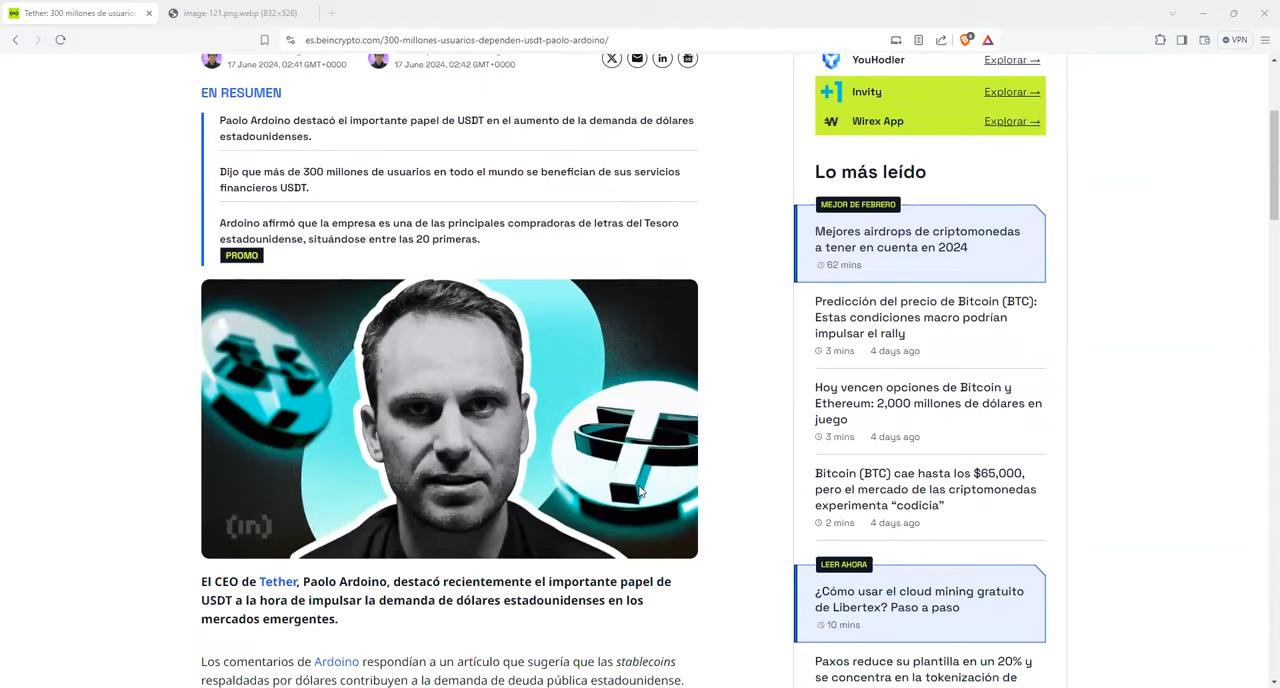 Tether: 300 millones de usuarios
image-121.png.webp (832×526)
es.beincrypto.com/300-millones-usuarios-dependen-usdt-paolo-ardoino/
VPN
17 June 2024, 02:41 GMT+0000
17 June 2024, 02:42 GMT+0000
EN RESUMEN
Paolo Ardoino destacó el importante papel de USDT en el aumento de la demanda de dólares
estadounidenses.
Dijo que más de 300 millones de usuarios en todo el mundo se benefician de sus servicios
financieros USDT.
Ardoino afirmó que la empresa es una de las principales compradoras de letras del Tesoro
estadounidense, situándose entre las 20 primeras.
PROMO
(in)
El CEO de Tether, Paolo Ardoino, destacó recientemente el importante papel de
USDT a la hora de impulsar la demanda de dólares estadounidenses en los
mercados emergentes.
Los comentarios de Ardoino respondían a un artículo que sugería que las stablecoins
respaldadas por dólares contribuyen a la demanda de deuda pública estadounidense.
YouHodler Explorar →
+1 Invity Explorar →
Wirex App Explorar →
Lo más leído
MEJOR DE FEBRERO
Mejores airdrops de criptomonedas
a tener en cuenta en 2024
62 mins
Predicción del precio de Bitcoin (BTC):
Estas condiciones macro podrían
impulsar el rally
3 mins 4 days ago
Hoy vencen opciones de Bitcoin y
Ethereum: 2,000 millones de dólares en
juego
3 mins 4 days ago
Bitcoin (BTC) cae hasta los $65,000,
pero el mercado de las criptomonedas
experimenta “codicia”
2 mins 4 days ago
LEER AHORA
¿Cómo usar el cloud mining gratuito
de Libertex? Paso a paso
10 mins
Paxos reduce su plantilla en un 20% y
se concentra en la tokenización de